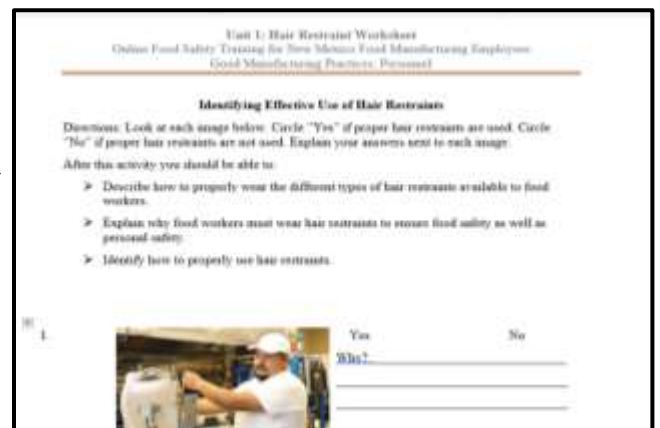 Unit 1: Hair Restraint Worksheet
Online Food Safety Training for New Mexico Food Manufacturing Employees
Good Manufacturing Practices: Personnel
Identifying Effective Use of Hair Restraints
Directions: Look at each image below. Circle "Yes" if proper hair restraints are used. Circle
"No" if proper hair restraints are not used. Explain your answers next to each image.
After this activity you should be able to:
➢ Describe how to properly wear the different types of hair restraints available to food
workers.
➢ Explain why food workers must wear hair restraints to ensure food safety as well as
personal safety.
➢ Identify how to properly use hair restraints.
1. Yes No
Why?